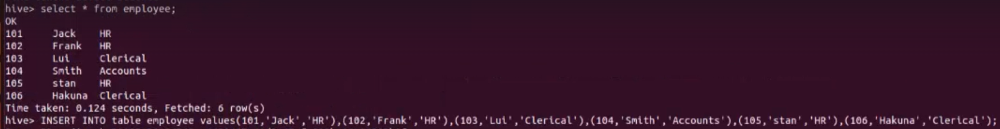 hive> select * from employee;
OK
101 Jack HR
102 Frank HR
103 Lui Clerical
104 Smith Accounts
105 stan HR
106 Hakuna Clerical
Time taken: 0.124 seconds, Fetched: 6 row(s)
hive> INSERT INTO table employee values(101,'Jack','HR'),(102,'Frank','HR'),(103,'Lui','Clerical'),(104,'Smith','Accounts'),(105,'stan','HR'),(106,'Hakuna','Clerical');